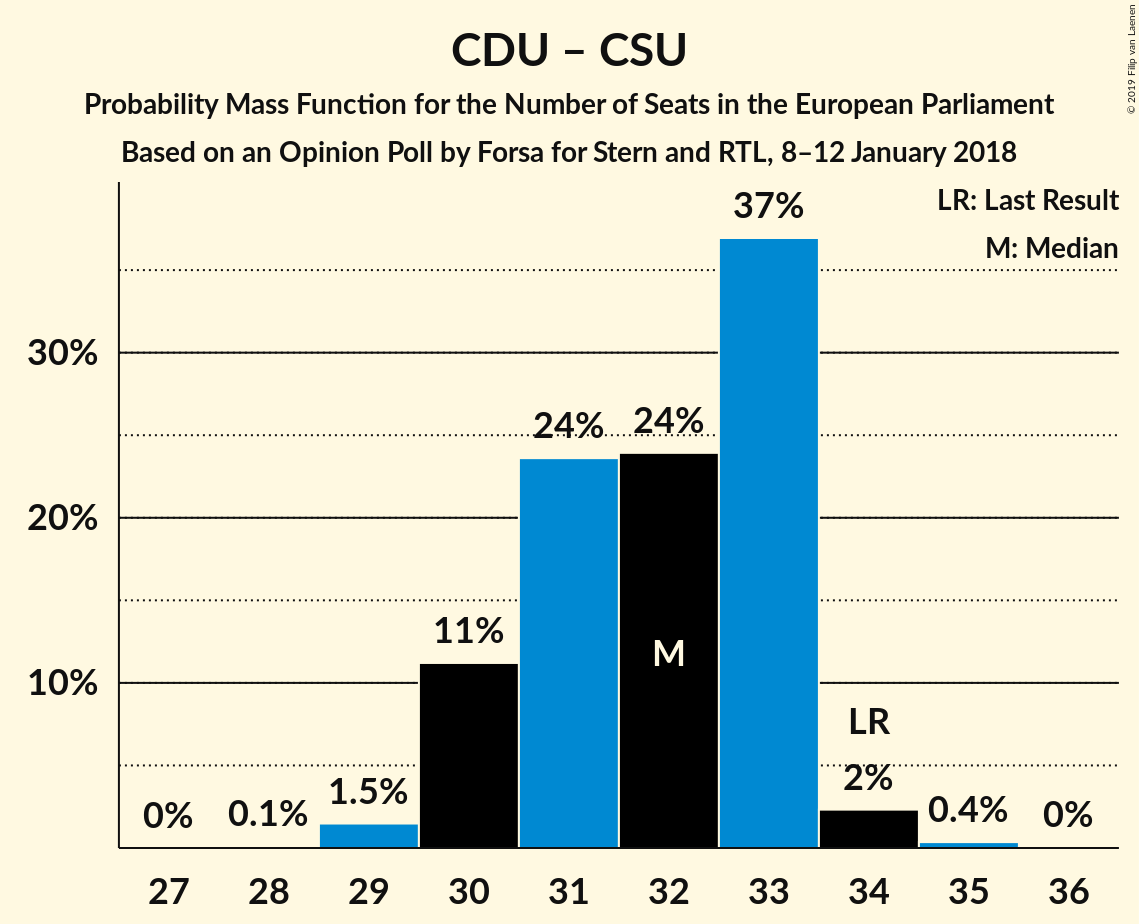 CDU – CSU
Probability Mass Function for the Number of Seats in the European Parliament
Based on an Opinion Poll by Forsa for Stern and RTL, 8–12 January 2018
© 2019 Filip van Laenen
LR: Last Result
M: Median
37%
30%
24%
24%
20%
11%
M
10%
LR
2%
1.5%
0%
0.1%
0.4%
0%
27 28 29 30 31 32 33 34 35 36